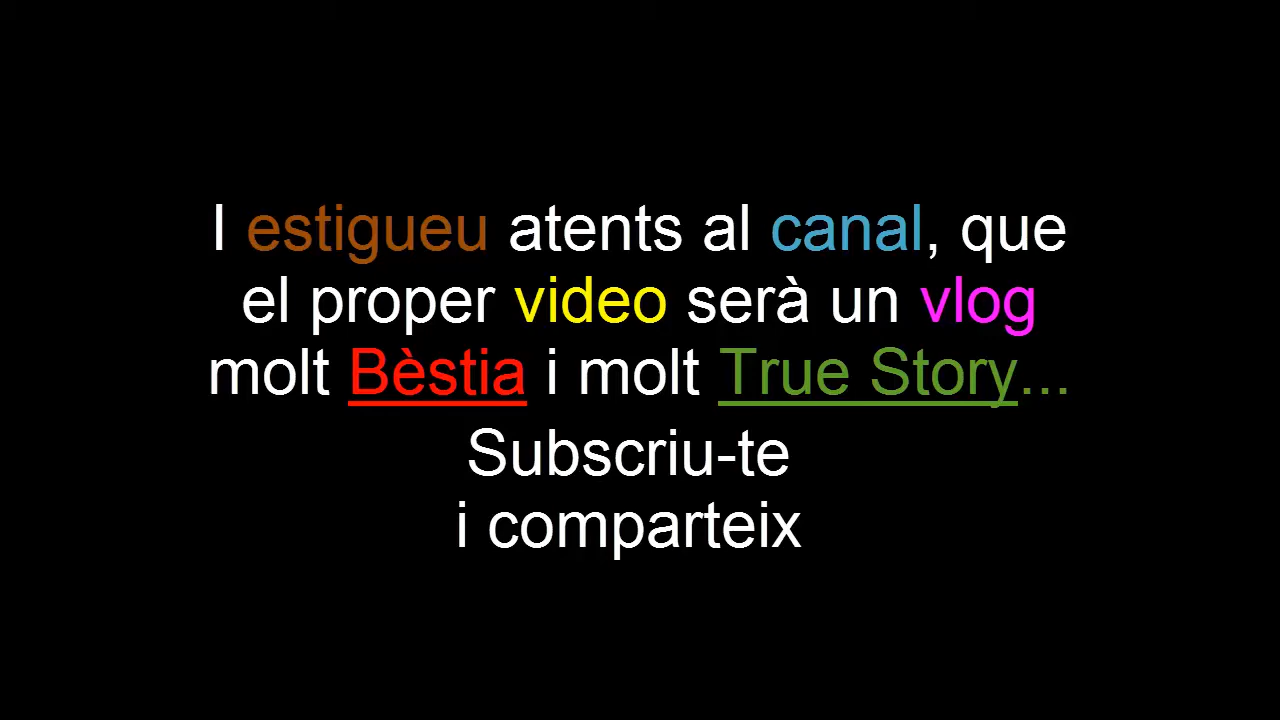 I estigueu atents al canal, que
el proper video serà un vlog
molt Bèstia i molt True Story...
Subscriu-te
i comparteix